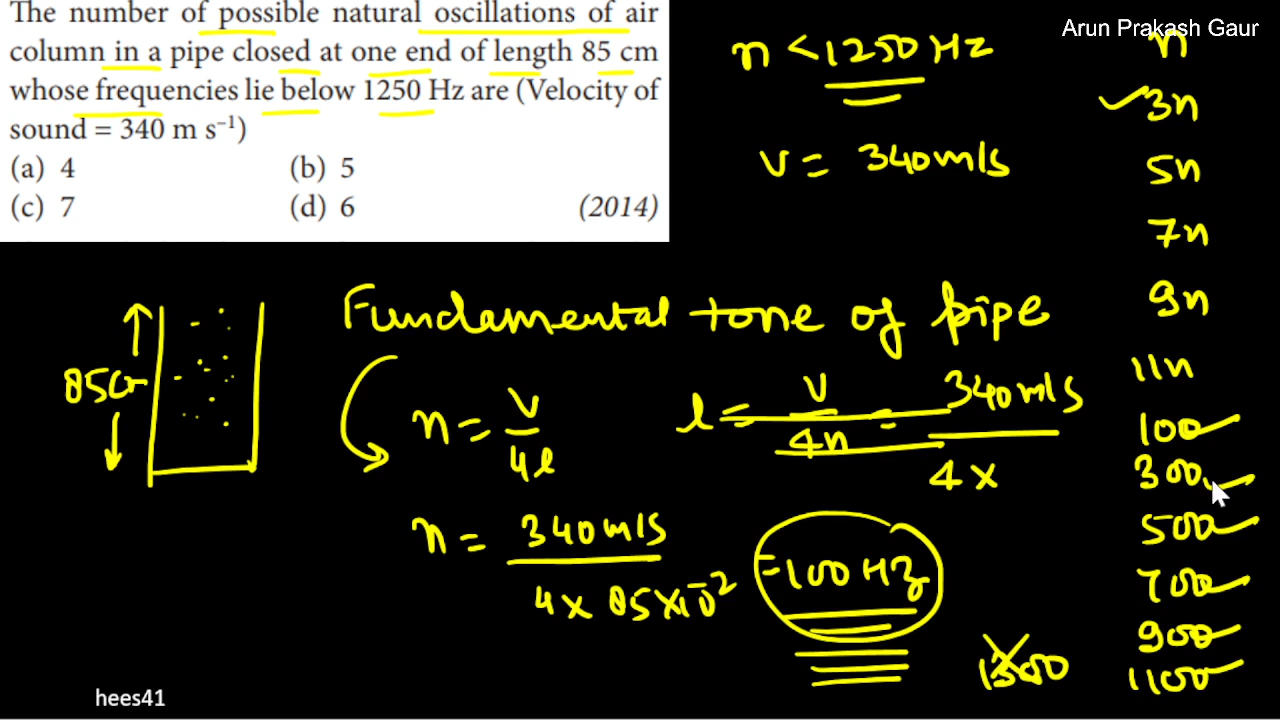 The number of possible natural oscillations of air
column in a pipe closed at one end of length 85 cm
whose frequencies lie below 1250 Hz are (Velocity of
sound = 340 m s⁻¹)
(a) 4 (b) 5
(c) 7 (d) 6 (2014)
Arun Prakash Gaur
n < 1250 Hz
v = 340 m/s
n
✓3n
5n
7n
9n
11n
Fundamental tone of pipe
85cm
n = v/4l
l = v/4n = 340 m/s / 4 x
n = 340 m/s / 4 x 85 x 10⁻²
= 100 Hz
100
300
500
700
900
1100
1300
hees41